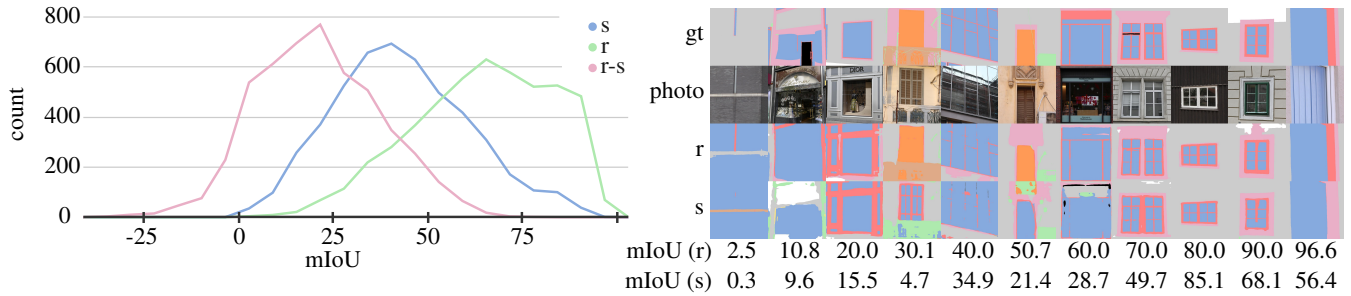 800
600
400
200
0
count
-25
0
25
50
75
mIoU
s
r
r-s
gt
photo
r
s
DIOR
mIoU (r) 2.5 10.8 20.0 30.1 40.0 50.7 60.0 70.0 80.0 90.0 96.6
mIoU (s) 0.3 9.6 15.5 4.7 34.9 21.4 28.7 49.7 85.1 68.1 56.4